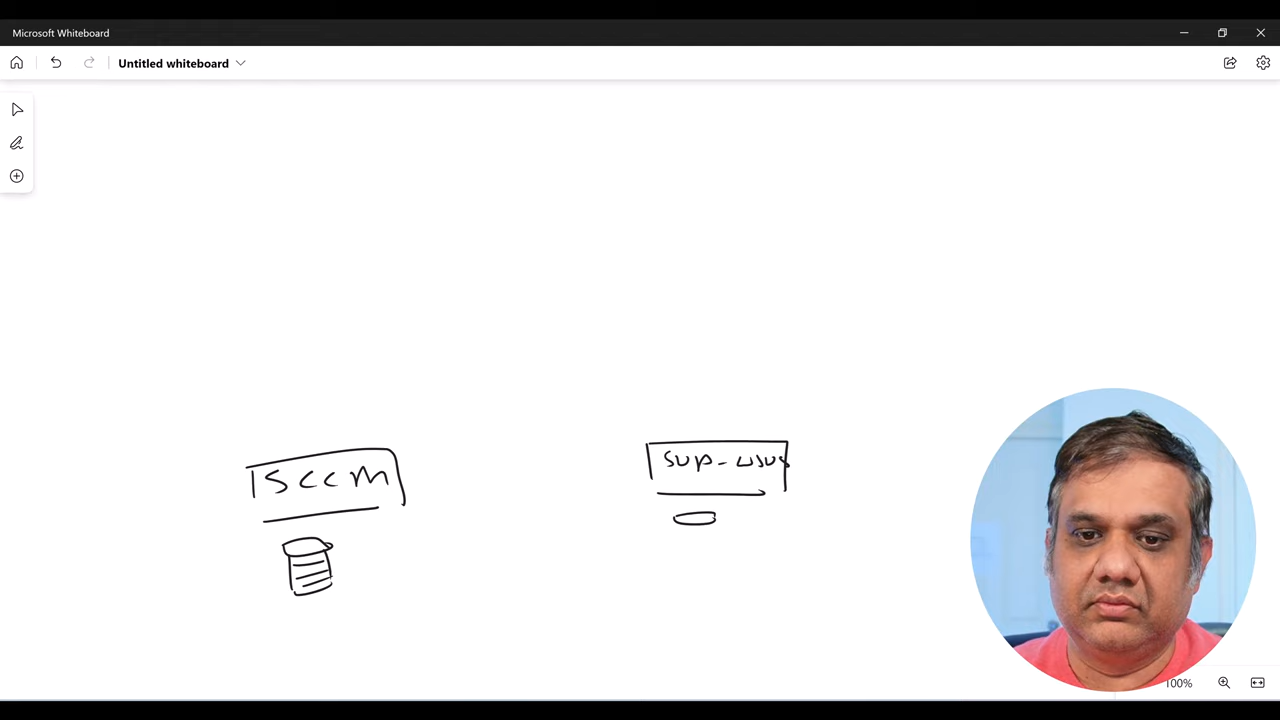 Microsoft Whiteboard
Untitled whiteboard
SCCM
SUP - WSUS
100%